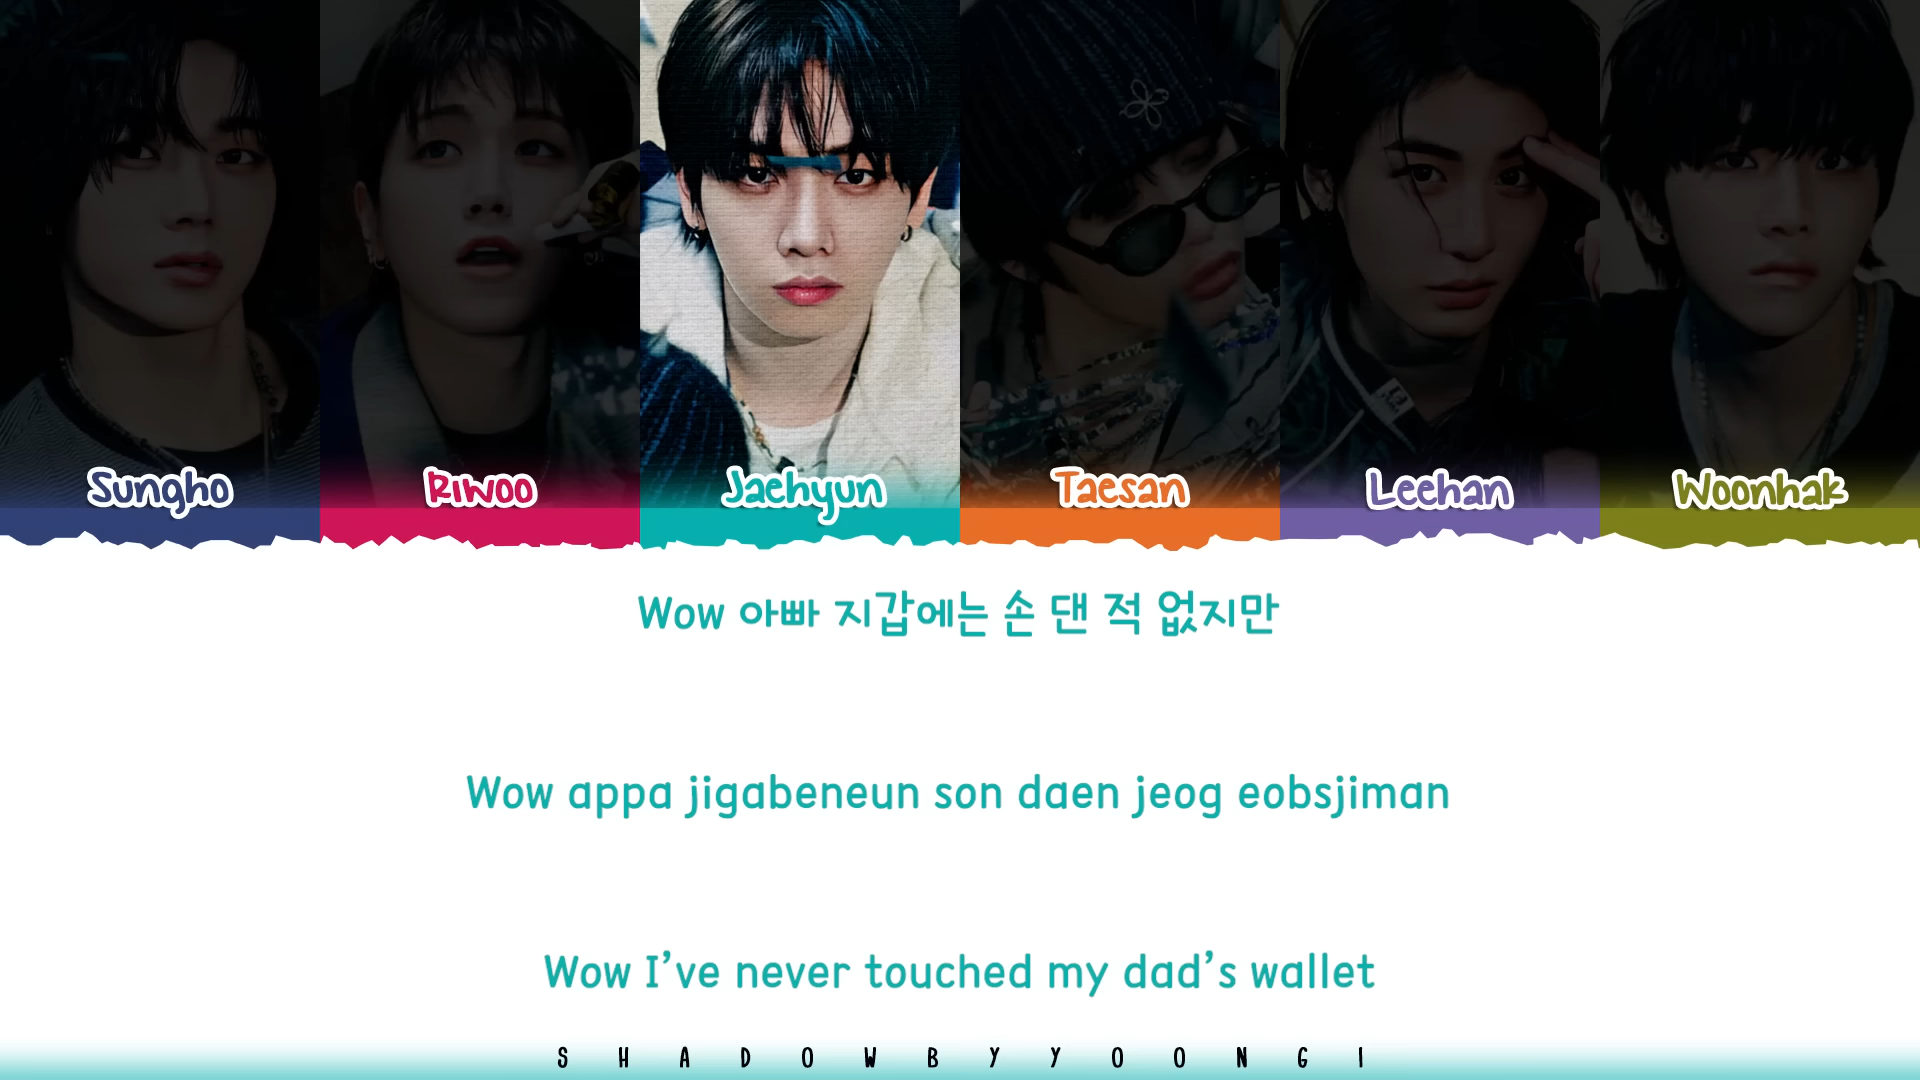 Sungho Riwoo Jaehyun Taesan Leehan Woonhak
Wow 아빠 지갑에는 손 댄 적 없지만
Wow appa jigabeneun son daen jeog eobsjiman
Wow I’ve never touched my dad’s wallet
SHADOWBYYOONGI